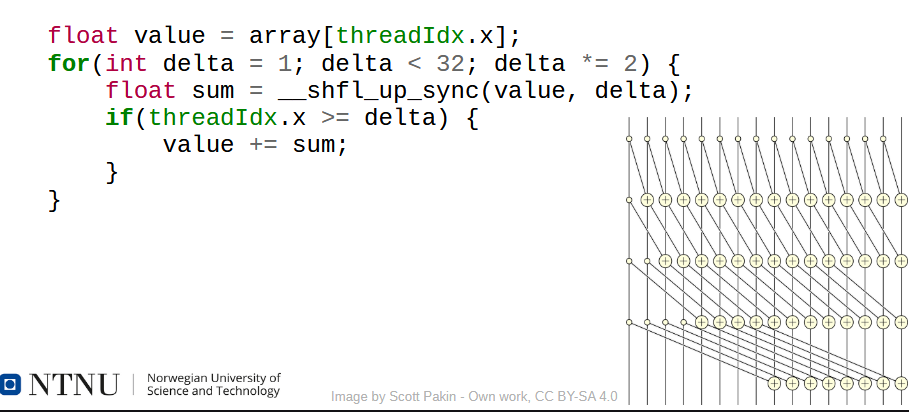 float value = array[threadIdx.x];
for(int delta = 1; delta < 32; delta *= 2) {
    float sum = __shfl_up_sync(value, delta);
    if(threadIdx.x >= delta) {
        value += sum;
    }
}
NTNU
Norwegian University of
Science and Technology
Image by Scott Pakin - Own work, CC BY-SA 4.0